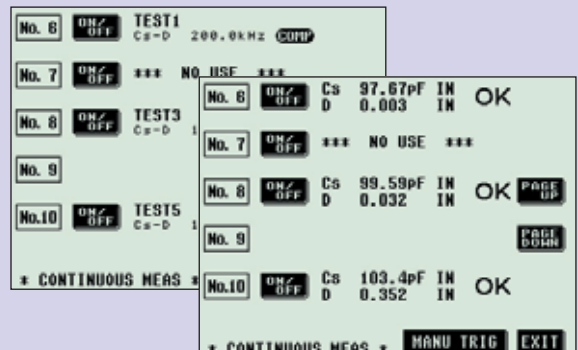 No. 6 ON/OFF TEST1
Cs-D 200.0kHz COMP
No. 7 ON/OFF *** NO USE ***
No. 8 ON/OFF TEST3
Cs-D 1
No. 9
No.10 ON/OFF TEST5
Cs-D 1
* CONTINUOUS MEAS *
No. 6 ON/OFF Cs 97.67pF IN OK
D 0.003 IN
No. 7 ON/OFF *** NO USE ***
No. 8 ON/OFF Cs 99.59pF IN OK PAGE UP
D 0.032 IN
No. 9 PAGE DOWN
No.10 ON/OFF Cs 103.4pF IN OK
D 0.352 IN
* CONTINUOUS MEAS * MANU TRIG EXIT